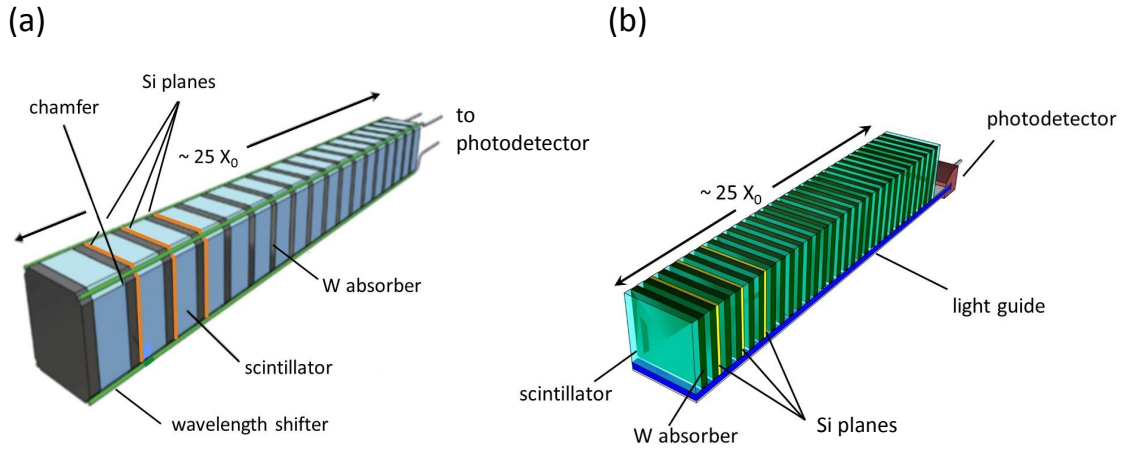 (a)
Si planes
chamfer
~ 25 X0
to
photodetector
W absorber
scintillator
wavelength shifter
(b)
photodetector
~ 25 X0
light guide
scintillator
W absorber
Si planes